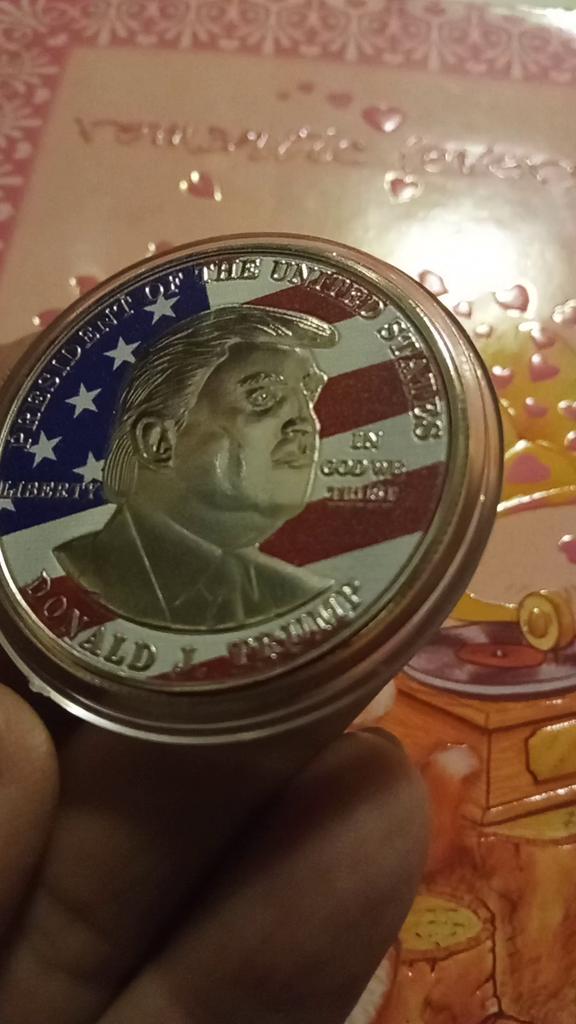 PRESIDENT OF THE UNITED STATES
LIBERTY
IN
GOD WE
TRUST
DONALD J. TRUMP